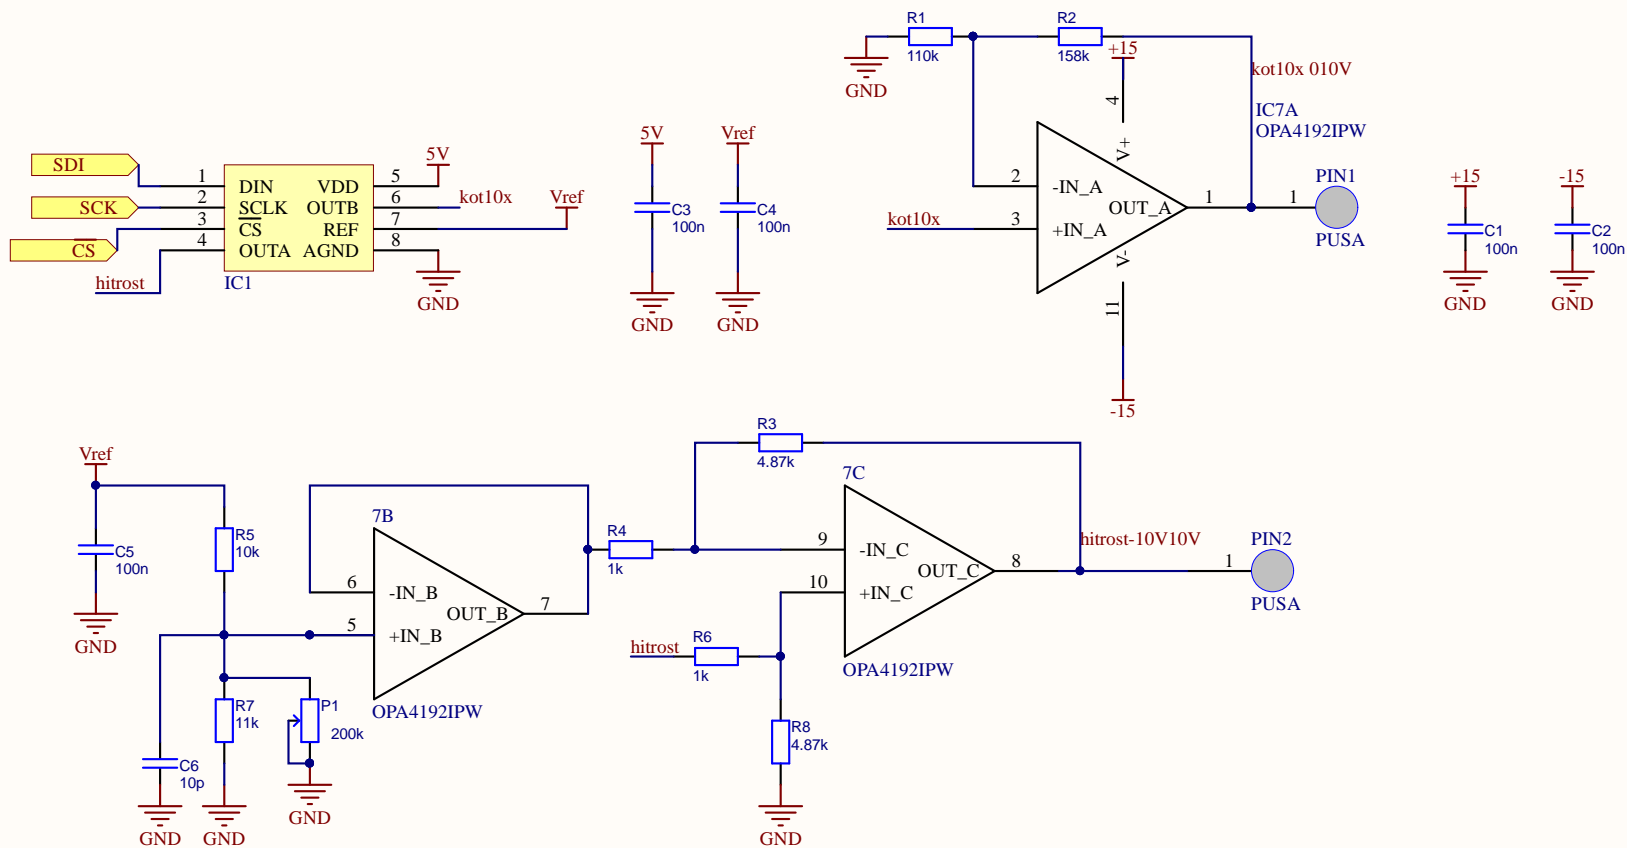 SDI
SCK
CS
hitrost
1
2
3
4
DIN
SCLK
CS
OUTA
VDD
OUTB
REF
AGND
5
6
7
8
IC1
5V
kot10x
Vref
GND
5V
C3
100n
GND
Vref
C4
100n
GND
R1
110k
GND
R2
158k
+15
4
V+
kot10x 010V
IC7A
OPA4192IPW
2
-IN_A
kot10x
3
+IN_A
OUT_A
1
1
PIN1
PUSA
V-
11
-15
+15
C1
100n
GND
-15
C2
100n
GND
Vref
C5
100n
GND
R5
10k
7B
6
-IN_B
5
+IN_B
OUT_B
7
OPA4192IPW
R7
11k
GND
P1
200k
GND
C6
10p
GND
R3
4.87k
R4
1k
7C
9
-IN_C
10
+IN_C
OUT_C
8
OPA4192IPW
hitrost-10V10V
1
PIN2
PUSA
hitrost
R6
1k
R8
4.87k
GND